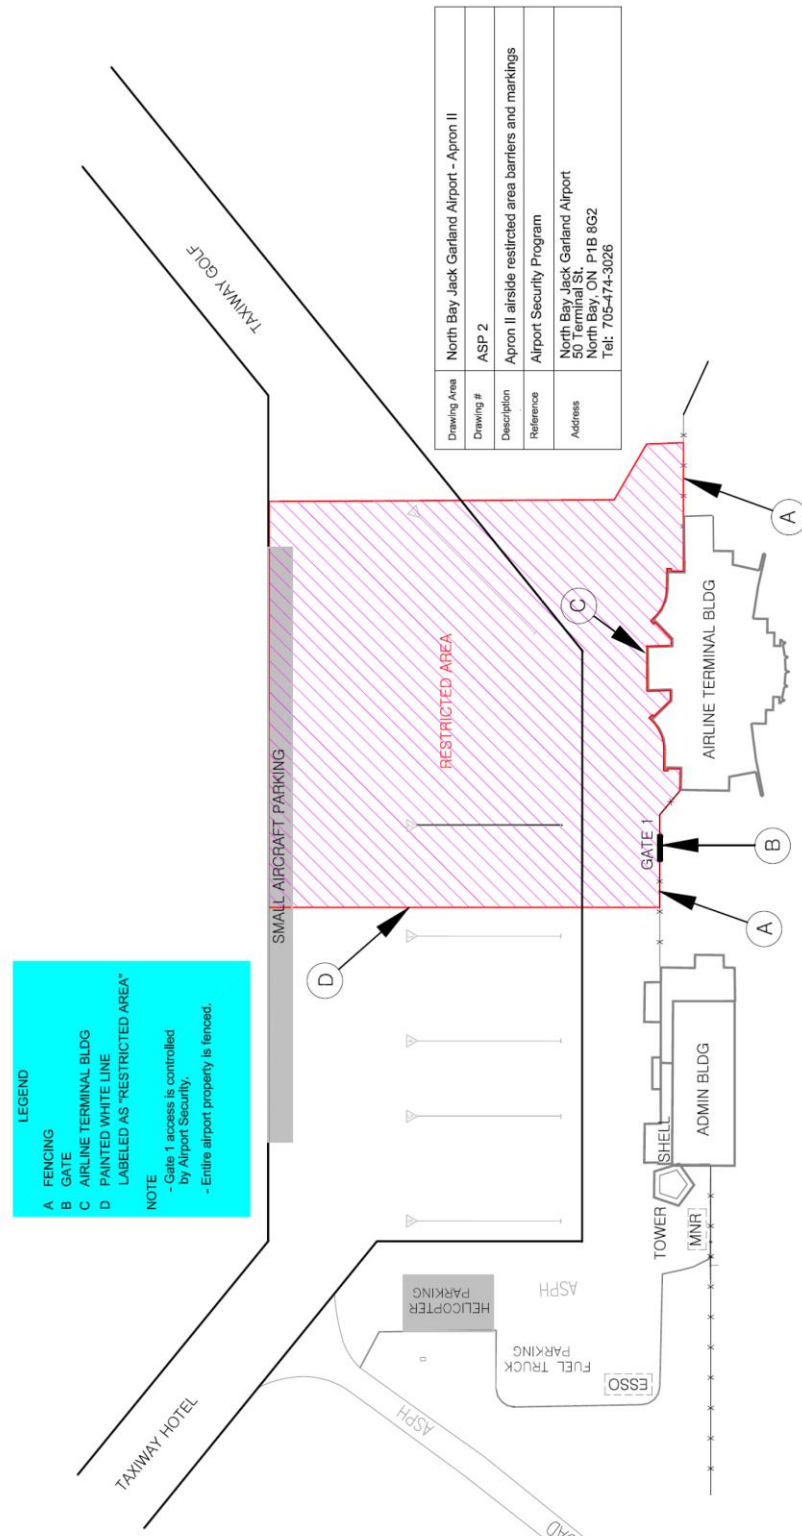 LEGEND
A FENCING
B GATE
C AIRLINE TERMINAL BLDG
D PAINTED WHITE LINE
LABELED AS "RESTRICTED AREA"
NOTE
- Gate 1 access is controlled
by Airport Security.
- Entire airport property is fenced.
TAXIWAY HOTEL
TAXIWAY GOLF
SMALL AIRCRAFT PARKING
D
RESTRICTED AREA
HELICOPTER
PARKING
ASPH
ASPH
FUEL TRUCK
PARKING
ESSO
TOWER
MNR
SHELL
ADMIN BLDG
GATE 1
A
B
C
AIRLINE TERMINAL BLDG
A
Drawing Area North Bay Jack Garland Airport - Apron II
Drawing # ASP 2
Description Apron II airside restircted area barriers and markings
Reference Airport Security Program
Address North Bay Jack Garland Airport
50 Terminal St.
North Bay, ON P1B 8G2
Tel: 705-474-3026